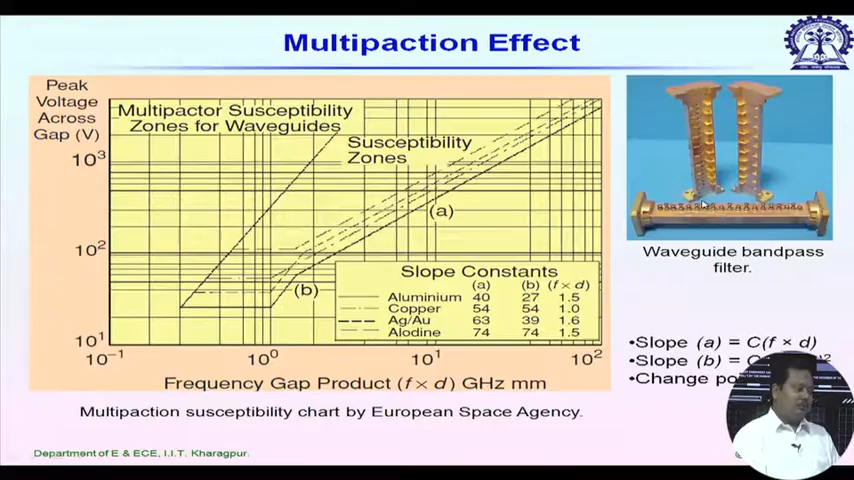 Multipaction Effect
Peak
Voltage
Across
Gap (V)
Multipactor Susceptibility
Zones for Waveguides
Susceptibility
Zones
10³
10²
10¹
(a)
(b)
Slope Constants
(a) (b) (f × d)
Aluminium 40 27 1.5
Copper 54 54 1.0
Ag/Au 63 39 1.6
Alodine 74 74 1.5
10⁻¹ 10⁰ 10¹ 10²
Frequency Gap Product (f × d) GHz mm
Multipaction susceptibility chart by European Space Agency.
Waveguide bandpass
filter.
•Slope (a) = C(f × d)
•Slope (b) =
•Change
Department of E & ECE, I.I.T. Kharagpur.